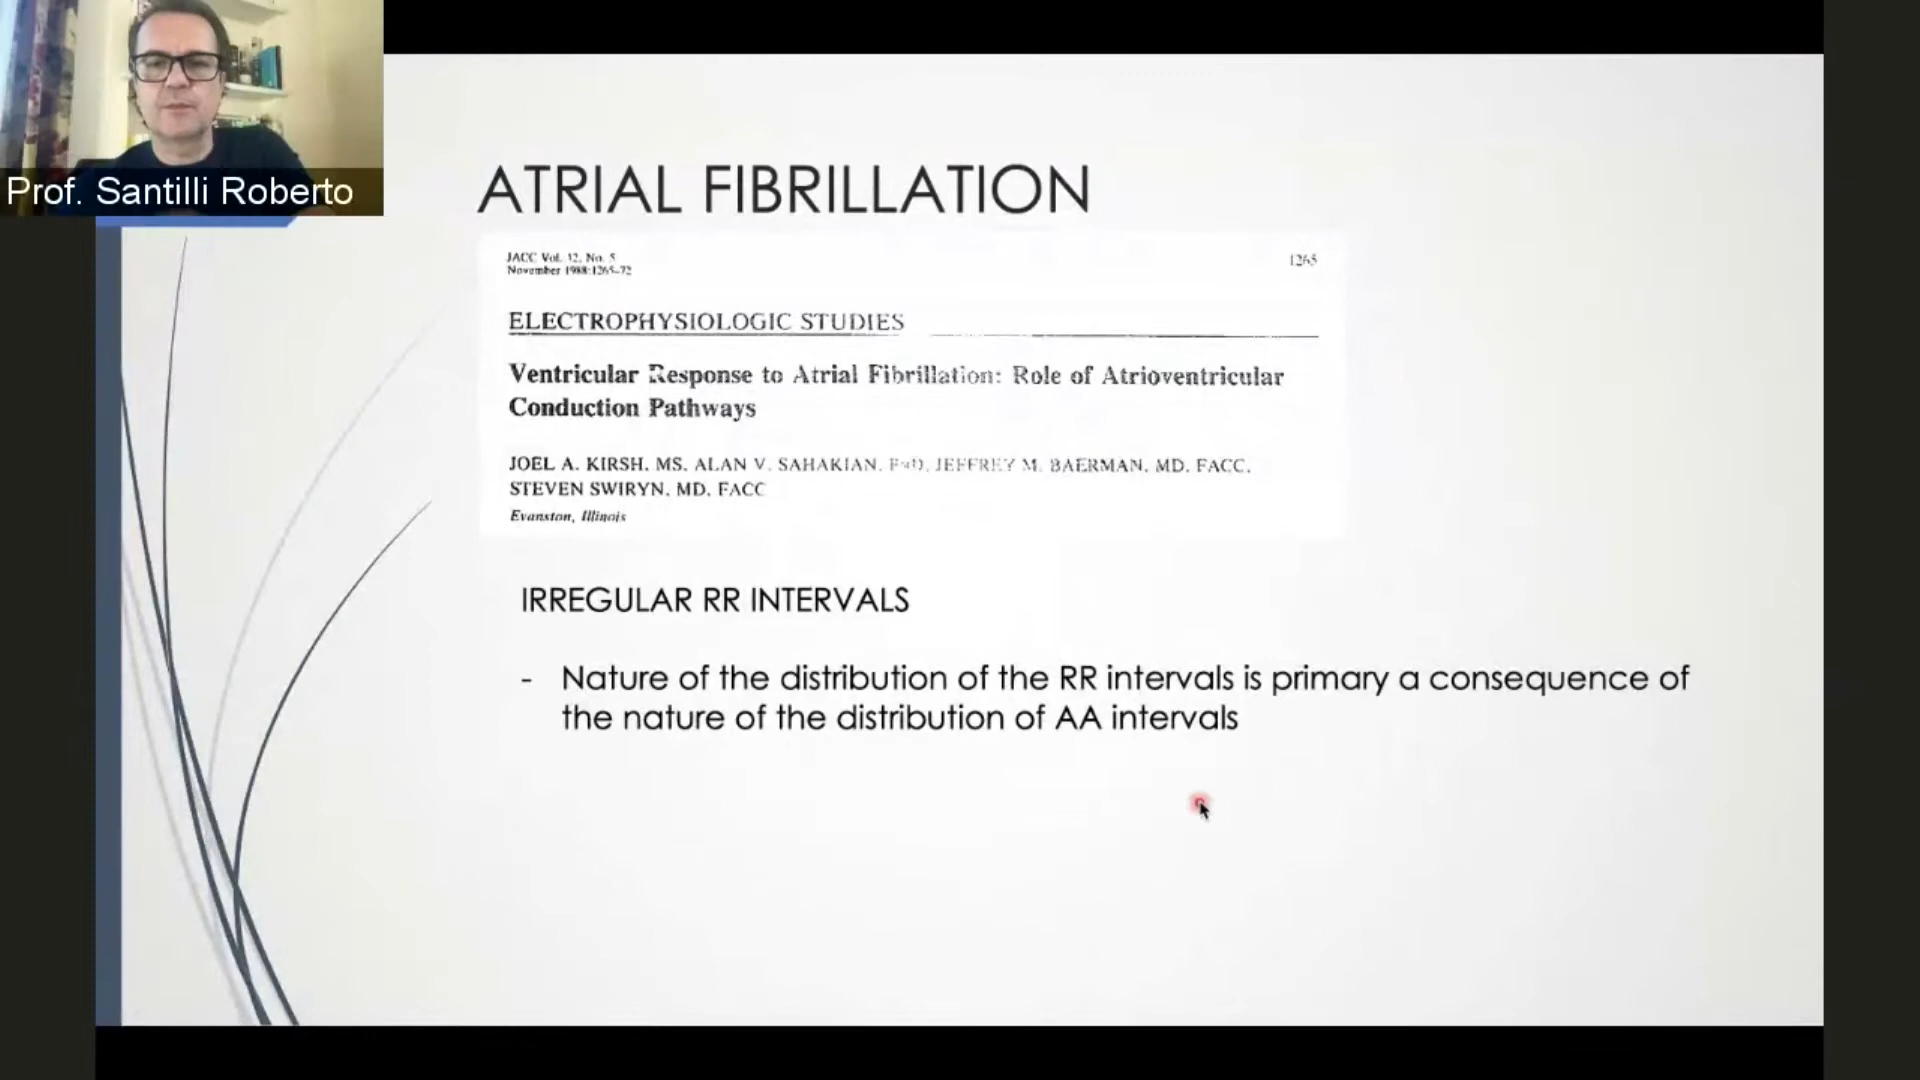 Prof. Santilli Roberto
ATRIAL FIBRILLATION
JACC Vol. 12, No. 5
November 1988:1265-72
1265
ELECTROPHYSIOLOGIC STUDIES
Ventricular Response to Atrial Fibrillation: Role of Atrioventricular
Conduction Pathways
JOEL A. KIRSH, MS, ALAN V. SAHAKIAN, PHD, JEFFREY M. BAERMAN, MD, FACC,
STEVEN SWIRYN, MD, FACC
Evanston, Illinois
IRREGULAR RR INTERVALS
- Nature of the distribution of the RR intervals is primary a consequence of
the nature of the distribution of AA intervals